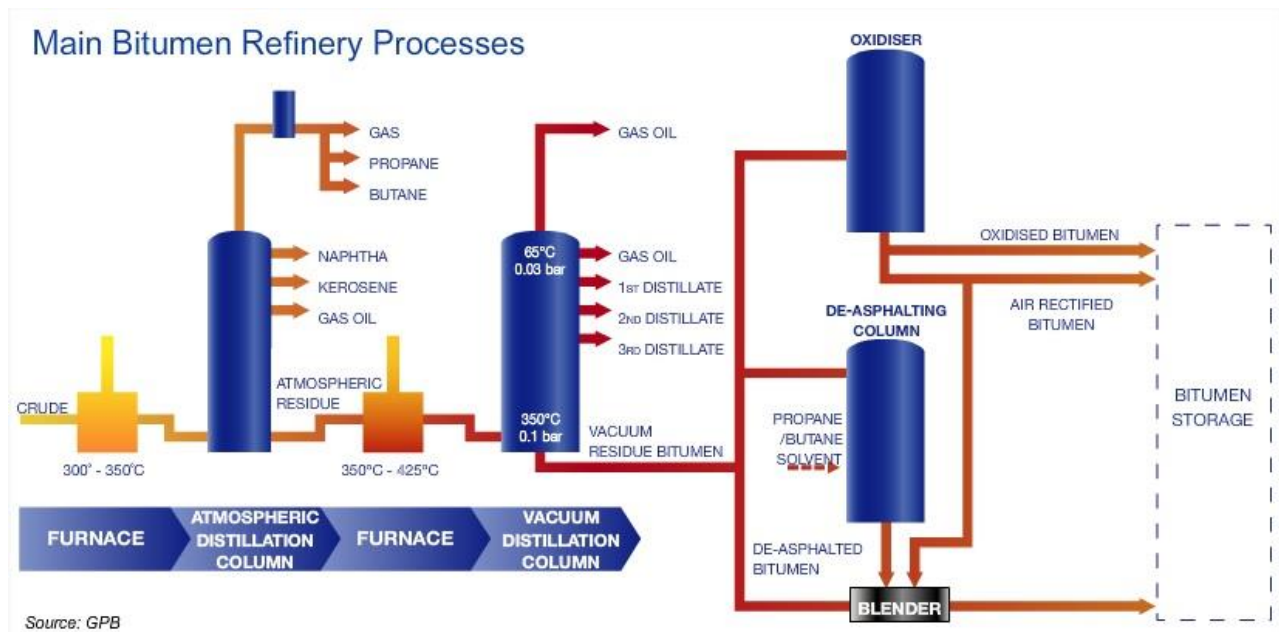 Main Bitumen Refinery Processes
OXIDISER
GAS
PROPANE
BUTANE
GAS OIL
NAPHTHA
KEROSENE
GAS OIL
65°C
0.03 bar
GAS OIL
1ST DISTILLATE
2ND DISTILLATE
3RD DISTILLATE
OXIDISED BITUMEN
AIR RECTIFIED
BITUMEN
DE-ASPHALTING
COLUMN
CRUDE
ATMOSPHERIC
RESIDUE
300° - 350°C
350°C - 425°C
350°C
0.1 bar
VACUUM
RESIDUE BITUMEN
PROPANE
/BUTANE
SOLVENT
BITUMEN
STORAGE
FURNACE
ATMOSPHERIC
DISTILLATION
COLUMN
FURNACE
VACUUM
DISTILLATION
COLUMN
DE-ASPHALTED
BITUMEN
BLENDER
Source: GPB